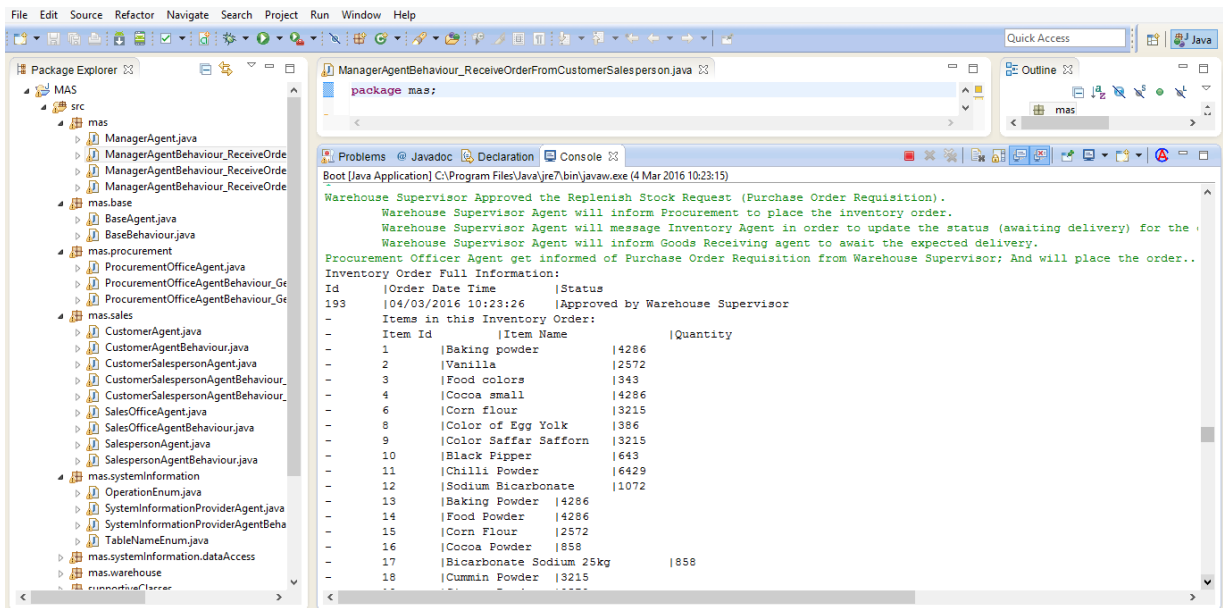 File Edit Source Refactor Navigate Search Project Run Window Help
Quick Access
Java
Package Explorer
MAS
src
mas
ManagerAgent.java
ManagerAgentBehaviour_ReceiveOrde
ManagerAgentBehaviour_ReceiveOrde
ManagerAgentBehaviour_ReceiveOrde
mas.base
BaseAgent.java
BaseBehaviour.java
mas.procurement
ProcurementOfficeAgent.java
ProcurementOfficeAgentBehaviour_Ge
ProcurementOfficeAgentBehaviour_Ge
mas.sales
CustomerAgent.java
CustomerAgentBehaviour.java
CustomerSalespersonAgent.java
CustomerSalespersonAgentBehaviour_
CustomerSalespersonAgentBehaviour_
SalesOfficeAgent.java
SalesOfficeAgentBehaviour.java
SalespersonAgent.java
SalespersonAgentBehaviour.java
mas.systemInformation
OperationEnum.java
SystemInformationProviderAgent.java
SystemInformationProviderAgentBeha
TableNameEnum.java
mas.systemInformation.dataAccess
mas.warehouse
supportiveClasses
ManagerAgentBehaviour_ReceiveOrderFromCustomerSalesperson.java
package mas;
Outline
mas
Problems @ Javadoc Declaration Console
Boot [Java Application] C:\Program Files\Java\jre7\bin\javaw.exe (4 Mar 2016 10:23:15)
Warehouse Supervisor Approved the Replenish Stock Request (Purchase Order Requisition).
Warehouse Supervisor Agent will inform Procurement to place the inventory order.
Warehouse Supervisor Agent will message Inventory Agent in order to update the status (awaiting delivery) for the
Warehouse Supervisor Agent will inform Goods Receiving agent to await the expected delivery.
Procurement Officer Agent get informed of Purchase Order Requisition from Warehouse Supervisor; And will place the order..
Inventory Order Full Information:
Id |Order Date Time |Status
193 |04/03/2016 10:23:26 |Approved by Warehouse Supervisor
- Items in this Inventory Order:
- Item Id |Item Name |Quantity
- 1 |Baking powder |4286
- 2 |Vanilla |2572
- 3 |Food colors |343
- 4 |Cocoa small |4286
- 6 |Corn flour |3215
- 8 |Color of Egg Yolk |386
- 9 |Color Saffar Safforn |3215
- 10 |Black Pipper |643
- 11 |Chilli Powder |6429
- 12 |Sodium Bicarbonate |1072
- 13 |Baking Powder |4286
- 14 |Food Powder |4286
- 15 |Corn Flour |2572
- 16 |Cocoa Powder |858
- 17 |Bicarbonate Sodium 25kg |858
- 18 |Cummin Powder |3215